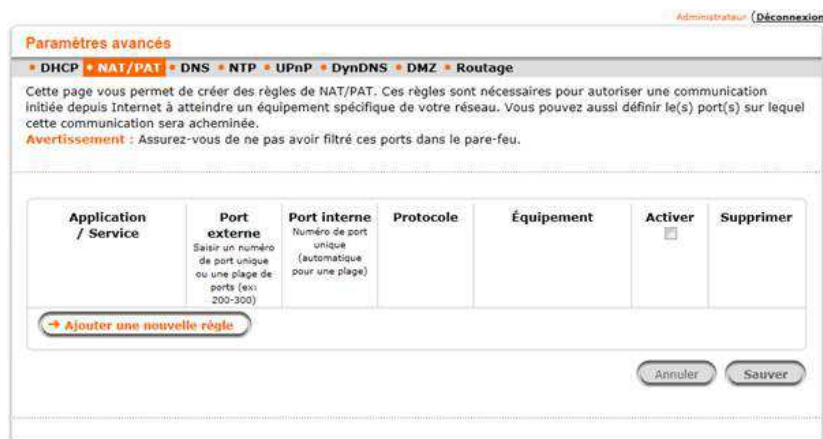 Administrateur (Déconnexion
Paramètres avancés
• DHCP • NAT/PAT • DNS • NTP • UPnP • DynDNS • DMZ • Routage
Cette page vous permet de créer des règles de NAT/PAT. Ces règles sont nécessaires pour autoriser une communication
initiée depuis Internet à atteindre un équipement spécifique de votre réseau. Vous pouvez aussi définir le(s) port(s) sur lequel
cette communication sera acheminée.
Avertissement : Assurez-vous de ne pas avoir filtré ces ports dans le pare-feu.
Application
/ Service
Port
externe
Saisir un numéro
de port unique
ou une plage de
ports (ex:
200-300)
Port interne
Numéro de port
unique
(automatique
pour une plage)
Protocole
Équipement
Activer
Supprimer
→ Ajouter une nouvelle règle
Annuler
Sauver